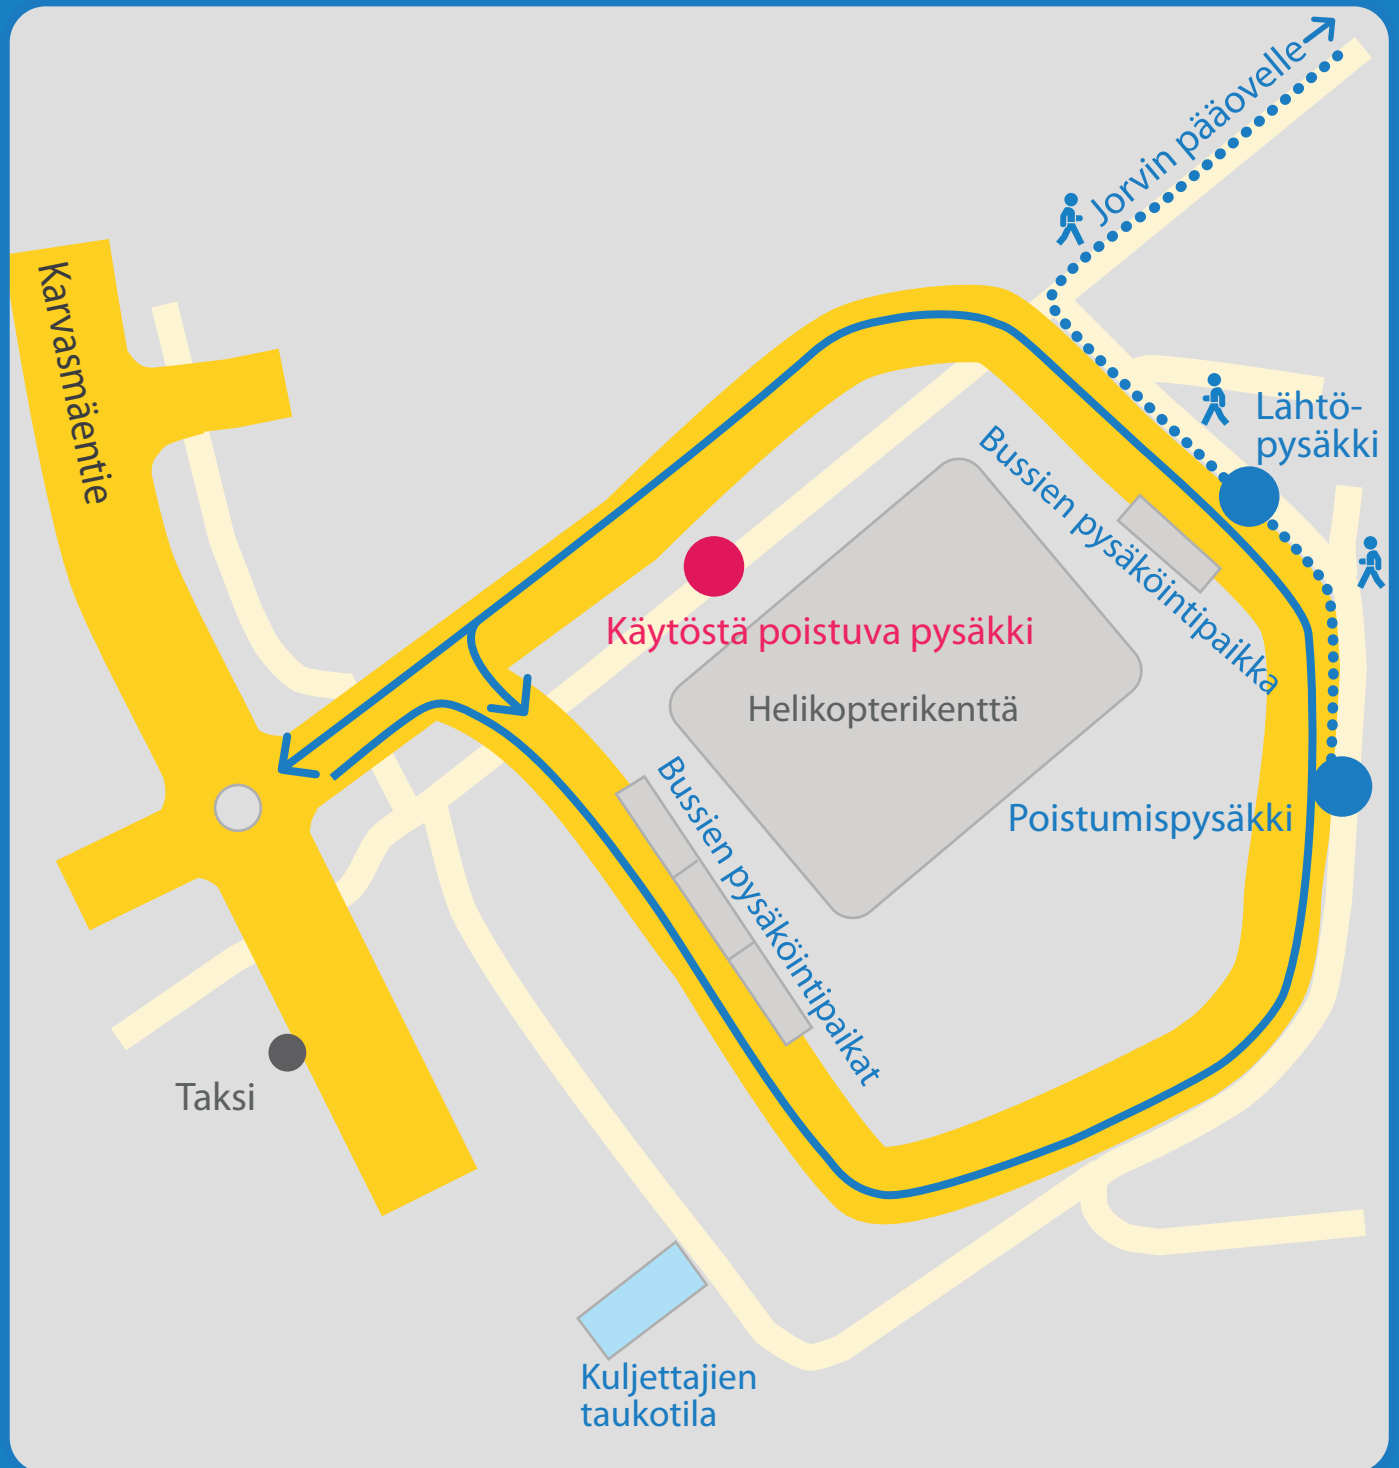 Jorvin pääovelle
Karvasmäentie
Lähtö-
pysäkki
Bussien pysäköintipaikka
Käytöstä poistuva pysäkki
Helikopterikenttä
Poistumispysäkki
Bussien pysäköintipaikat
Taksi
Kuljettajien
taukotila